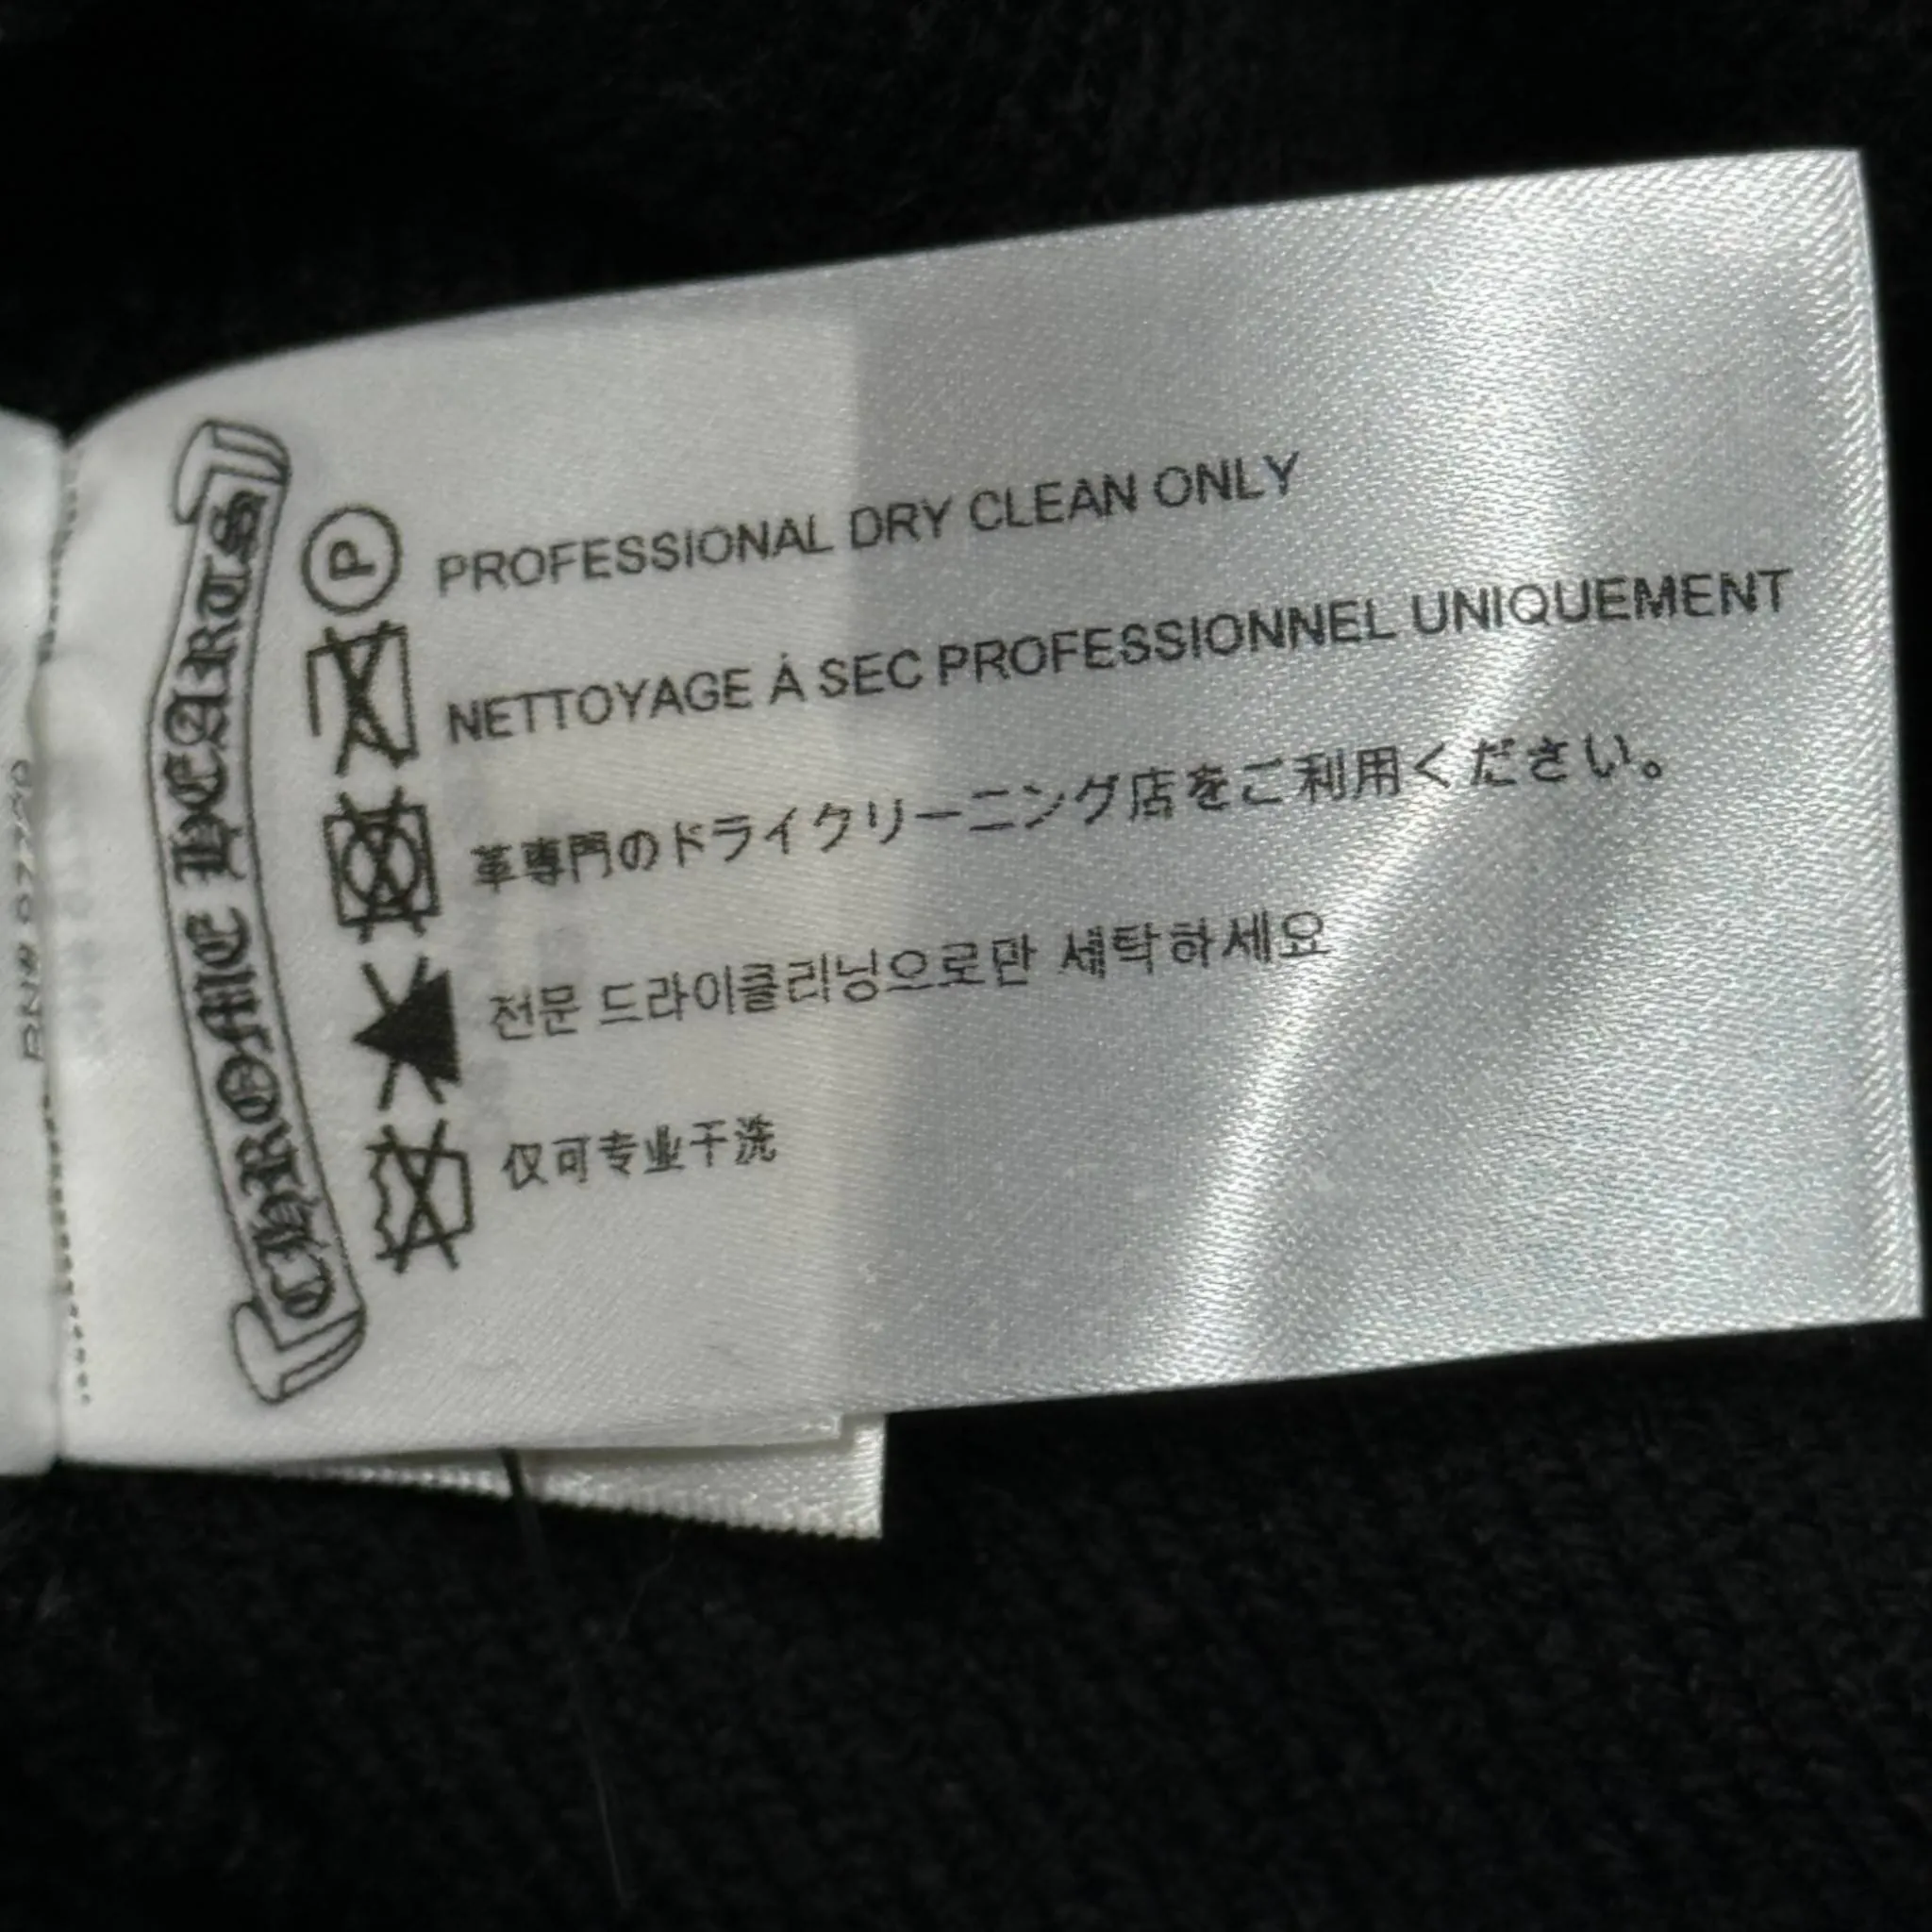 CHROME HEARTS
P
PROFESSIONAL DRY CLEAN ONLY
NETTOYAGE À SEC PROFESSIONNEL UNIQUEMENT
革専門のドライクリーニング店をご利用ください。
전문 드라이클리닝으로만 세탁하세요
仅可专业干洗